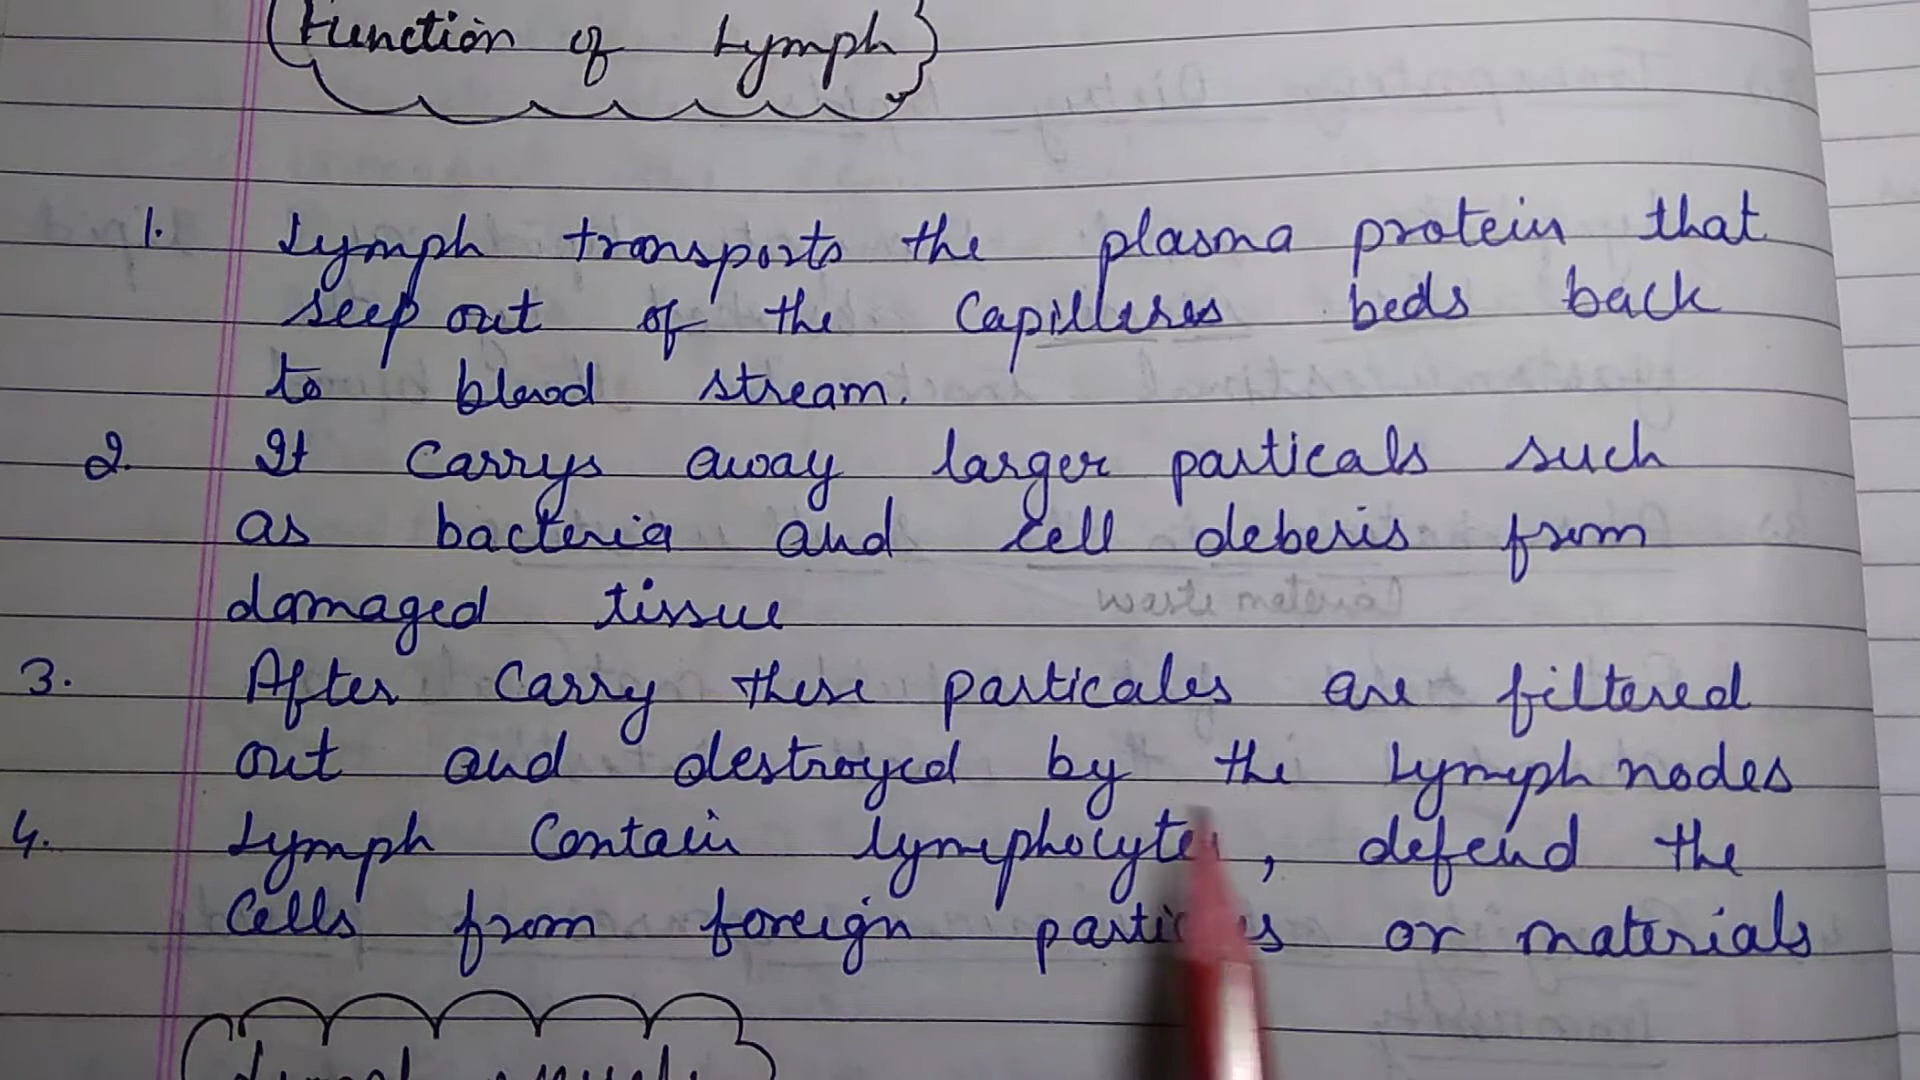 Function of Lymph
1. Lymph transports the plasma protein that
seep out of the Capilleres beds back
to blood stream.
2. It Carrys away larger particals such
as bacteria and cell deberis from
damaged tissue
waste material
3. After Carry these particales are filtered
out and destroyed by the Lymph nodes
4. Lymph Contain lymphocytes, defend the
Cells from foreign particles or materials